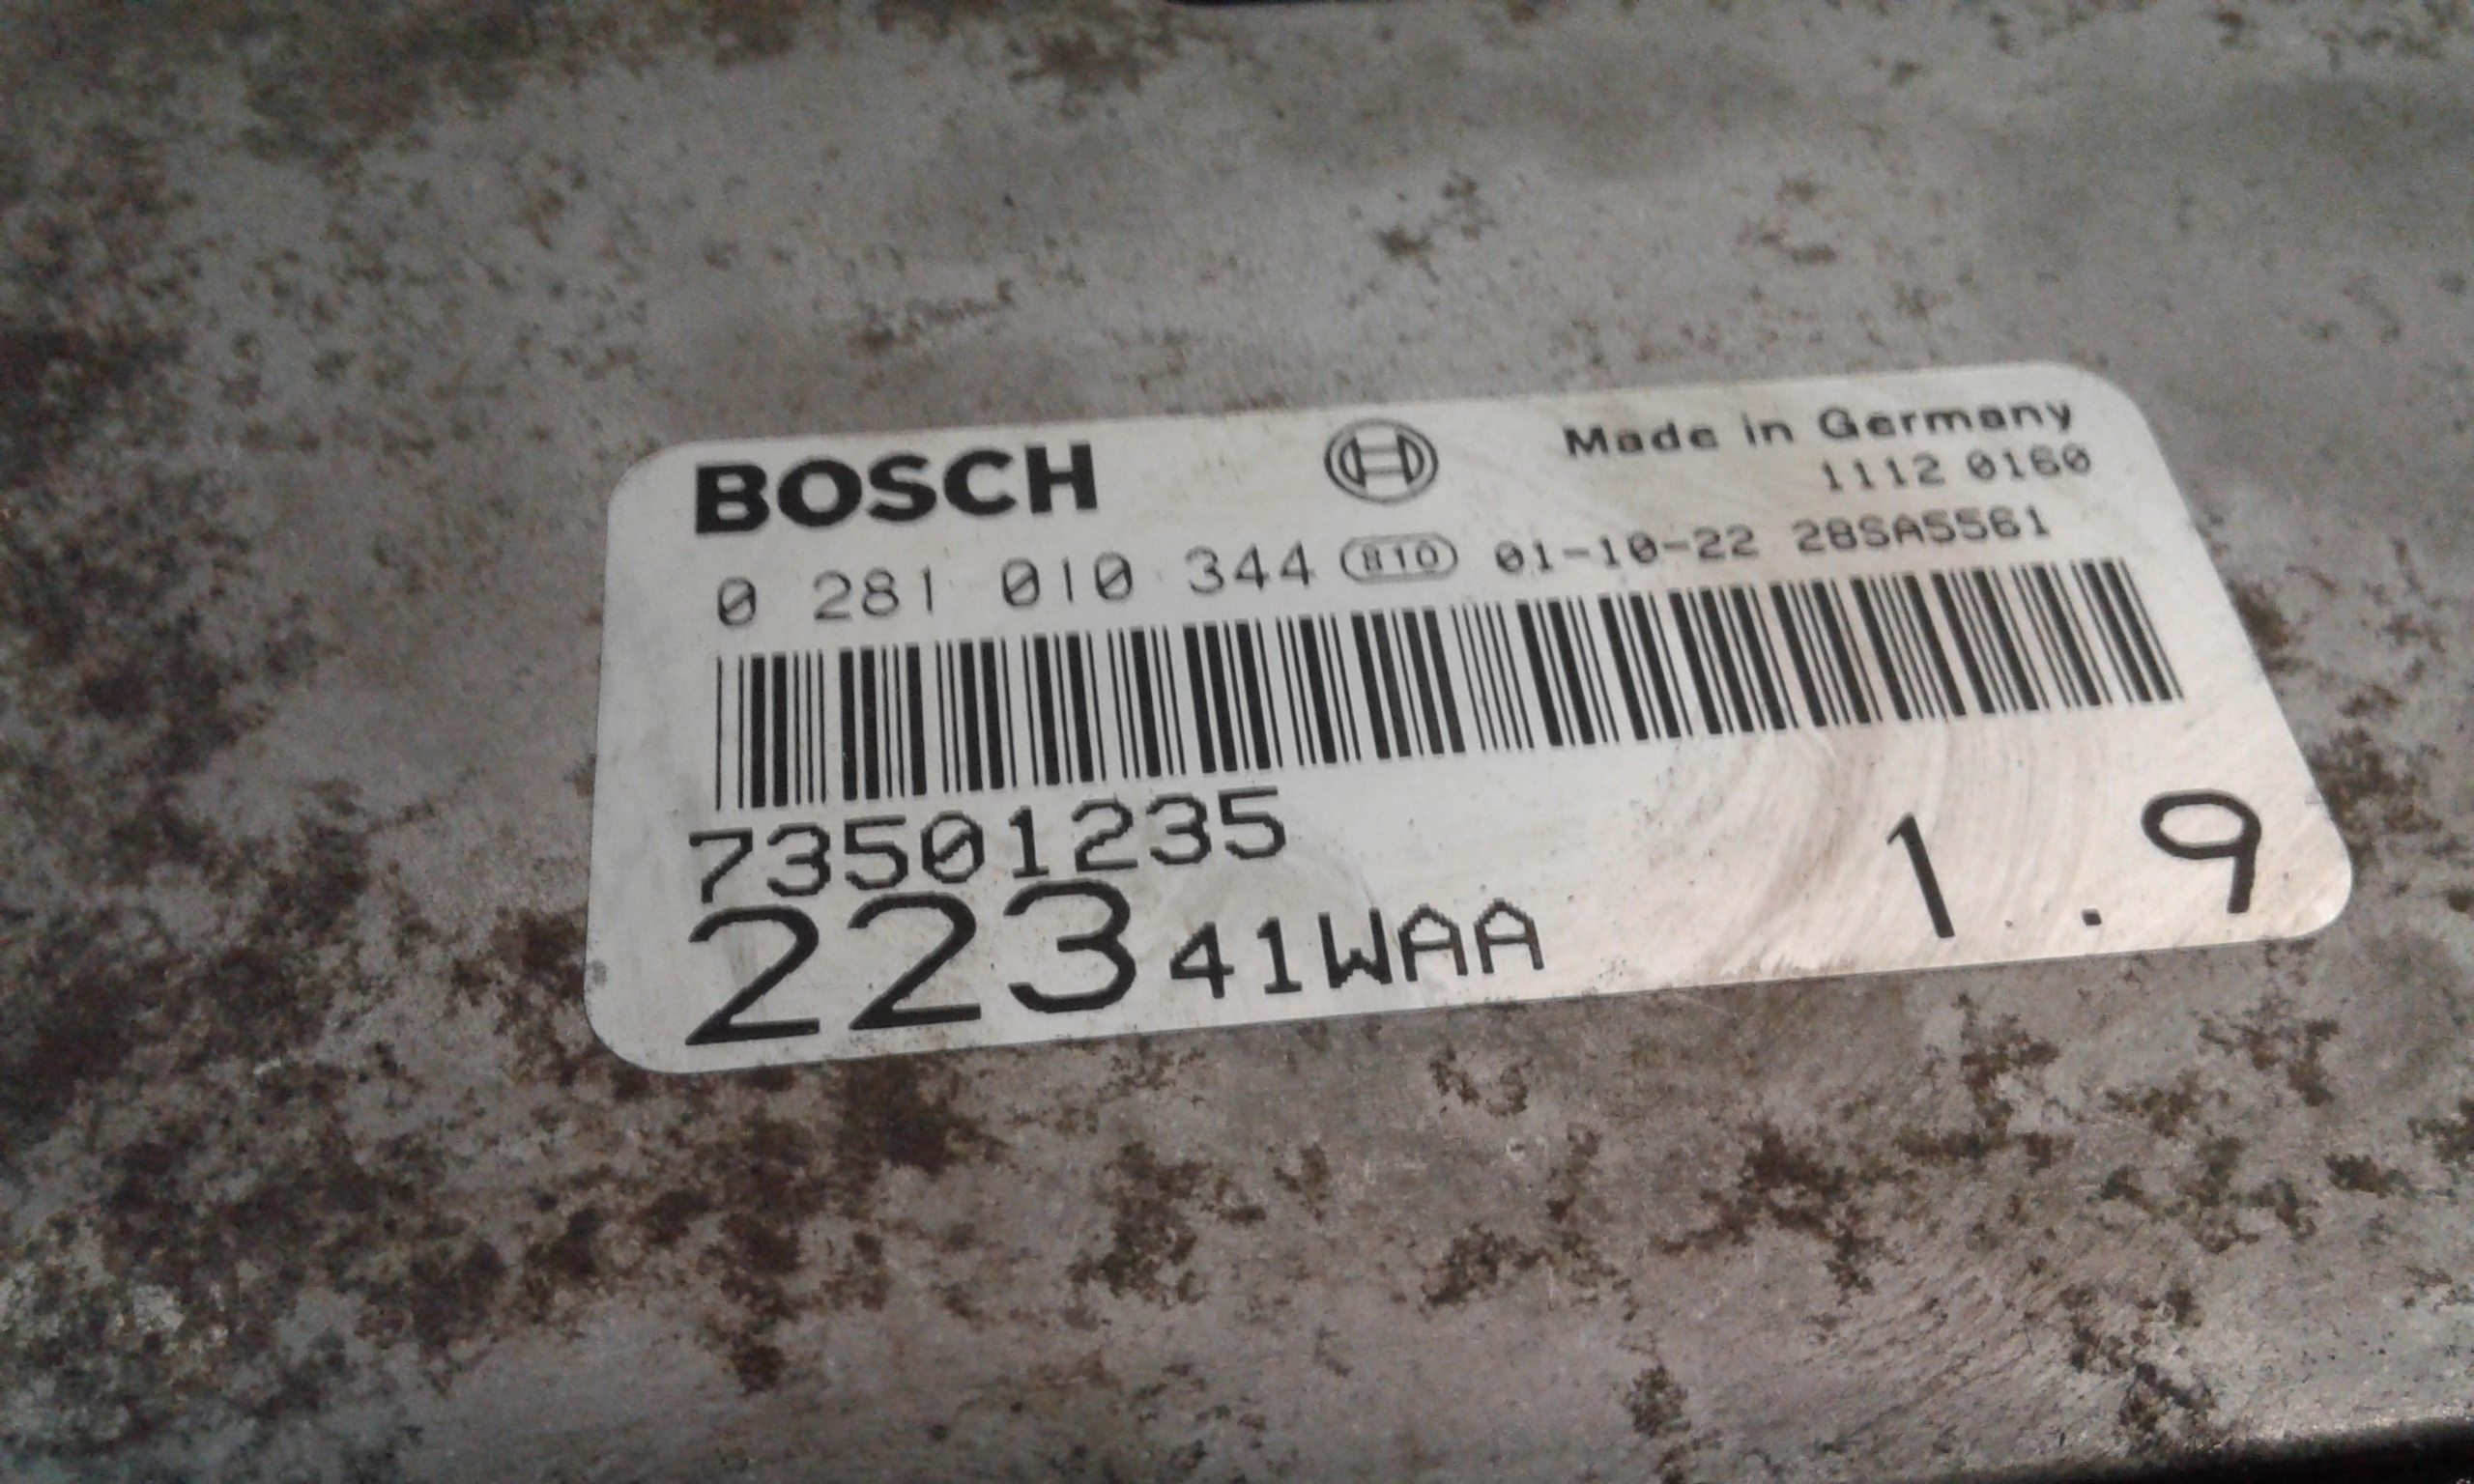 BOSCH Made in Germany
1112 0160
0 281 010 344 810 01-10-22 28SA5561
73501235
223 41WAA 1.9